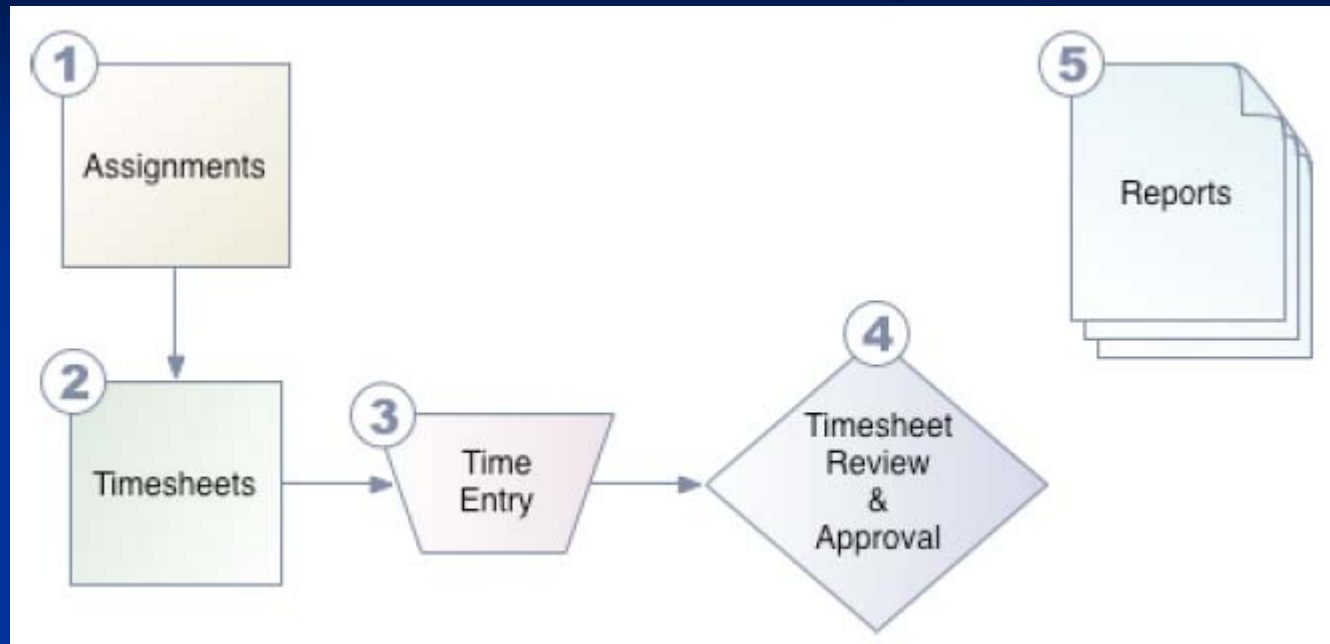 1
Assignments
2
Timesheets
3
Time
Entry
4
Timesheet
Review
&
Approval
5
Reports